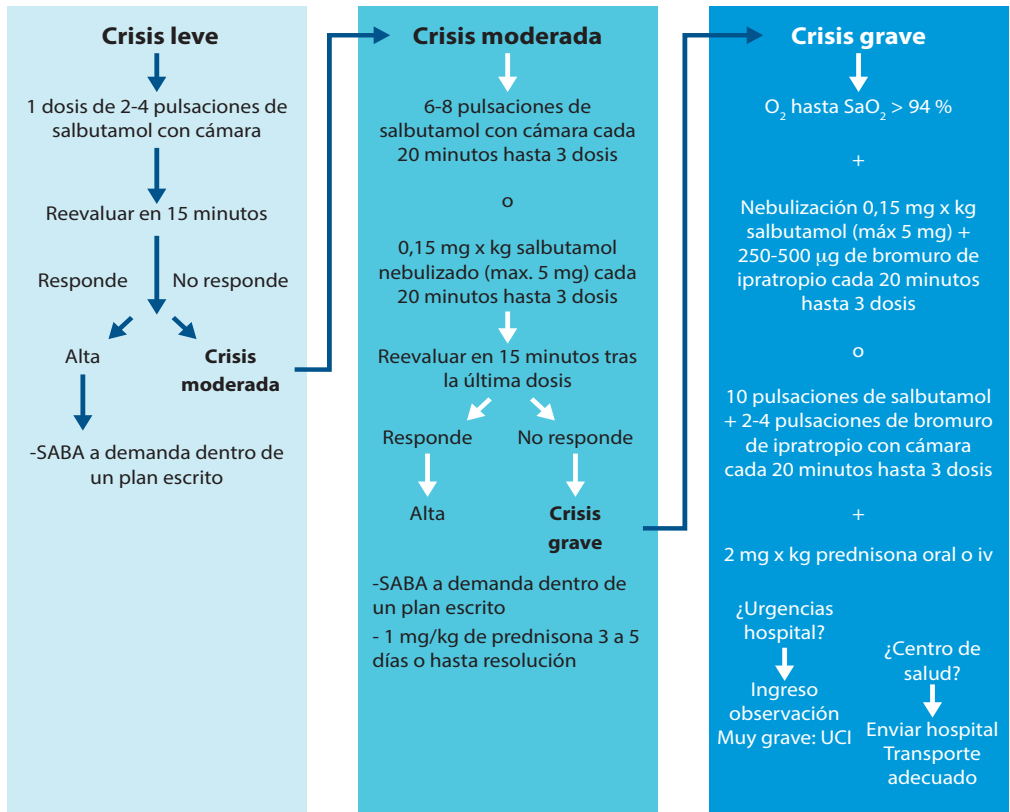 Crisis leve
1 dosis de 2-4 pulsaciones de
salbutamol con cámara
Reevaluar en 15 minutos
Responde
No responde
Alta
Crisis
moderada
-SABA a demanda dentro de
un plan escrito
Crisis moderada
6-8 pulsaciones de
salbutamol con cámara cada
20 minutos hasta 3 dosis
o
0,15 mg x kg salbutamol
nebulizado (max. 5 mg) cada
20 minutos hasta 3 dosis
Reevaluar en 15 minutos tras
la última dosis
Responde
No responde
Alta
Crisis
grave
-SABA a demanda dentro de
un plan escrito
- 1 mg/kg de prednisona 3 a 5
días o hasta resolución
Crisis grave
O₂ hasta SaO₂ > 94 %
+
Nebulización 0,15 mg x kg
salbutamol (máx 5 mg) +
250-500 μg de bromuro de
ipratropio cada 20 minutos
hasta 3 dosis
o
10 pulsaciones de salbutamol
+ 2-4 pulsaciones de bromuro
de ipratropio con cámara
cada 20 minutos hasta 3 dosis
+
2 mg x kg prednisona oral o iv
¿Urgencias
hospital?
Ingreso
observación
Muy grave: UCI
¿Centro de
salud?
Enviar hospital
Transporte
adecuado